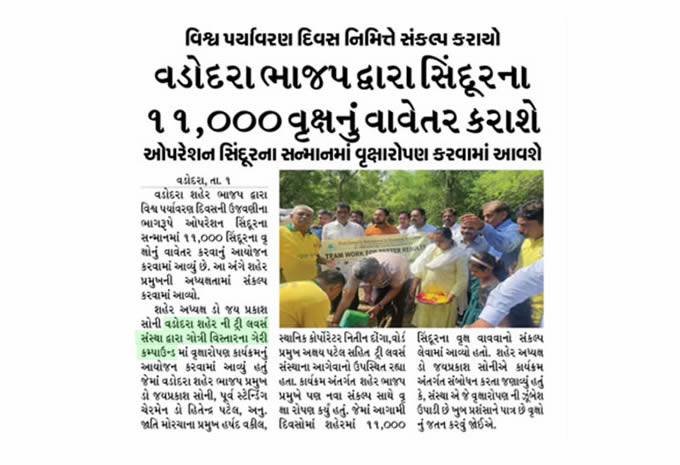 વિશ્વ પર્યાવરણ દિવસ નિમિત્તે સંકલ્પ કરાયો
વડોદરા ભાજપ દ્વારા સિંદૂરના
૧૧,૦૦૦ વૃક્ષનું વાવેતર કરાશે
ઓપરેશન સિંદૂરના સન્માનમાં વૃક્ષારોપણ કરવામાં આવશે
વડોદરા, તા. ૧
વડોદરા શહેર ભાજપ દ્વારા
વિશ્વ પર્યાવરણ દિવસની ઉજવણીના
ભાગરૂપે ઓપરેશન સિંદૂરના
સન્માનમાં ૧૧,૦૦૦ સિંદૂરના વૃ
ક્ષોનું વાવેતર કરવાનું આયોજન
કરવામાં આવ્યું છે. આ અંગે શહેર
પ્રમુખની અધ્યક્ષતામાં સંકલ્પ
કરવામાં આવ્યો.
શહેર અધ્યક્ષ ડો જય પ્રકાશ
સોની વડોદરા શહેર ની ટ્રી લવર્સ
સંસ્થા દ્વારા ગોત્રી વિસ્તારના ગેરી
કમ્પાઉન્ડ માં વૃક્ષારોપણ કાર્યક્રમનું
આયોજન કરવામાં આવ્યું હતું
જેમાં વડોદરા શહેર ભાજપ પ્રમુખ
ડો જયપ્રકાશ સોની, પૂર્વ સ્ટેન્ડિંગ
ચેરમેન ડો હિતેન્દ્ર પટેલ, અનુ.
જાતિ મોરચાના પ્રમુખ હર્ષદ વકીલ,
TEAM WORK FOR BETTER RESULTS
સ્થાનિક કોર્પોરેટર નિતીન દોંગા,વોર્ડ
પ્રમુખ અક્ષય પટેલ સહિત ટ્રી લવર્સ
સંસ્થાના આગેવાનો ઉપસ્થિત રહ્યા
હતા. કાર્યક્રમ અંતર્ગત શહેર ભાજપ
પ્રમુખે પણ નવા સંકલ્પ સાથે વૃ
ક્ષા રોપણ કર્યું હતું. જેમાં આગામી
દિવસોમાં શહેરમાં ૧૧,૦૦૦
સિંદૂરના વૃક્ષ વાવવાનો સંકલ્પ
લેવામાં આવ્યો હતો. શહેર અધ્યક્ષ
ડો જયપ્રકાશ સોનીએ કાર્યક્રમ
અંતર્ગત સંબોધન કરતા જણાવ્યું હતું
કે, સંસ્થા એ જે વૃક્ષારોપણ ની ઝૂંબેશ
ઉપાડી છે ખુબ પ્રશંસાને પાત્ર છે વૃક્ષો
નું જતન કરવું જોઈએ.